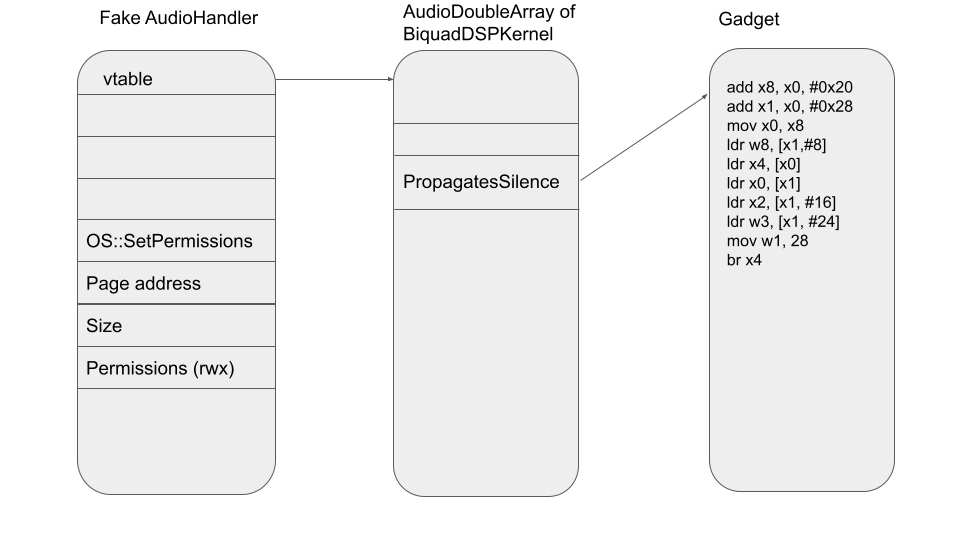 Fake AudioHandler
vtable
OS::SetPermissions
Page address
Size
Permissions (rwx)
AudioDoubleArray of
BiquadDSPKernel
PropagatesSilence
Gadget
add x8, x0, #0x20
add x1, x0, #0x28
mov x0, x8
ldr w8, [x1,#8]
ldr x4, [x0]
ldr x0, [x1]
ldr x2, [x1, #16]
ldr w3, [x1, #24]
mov w1, 28
br x4